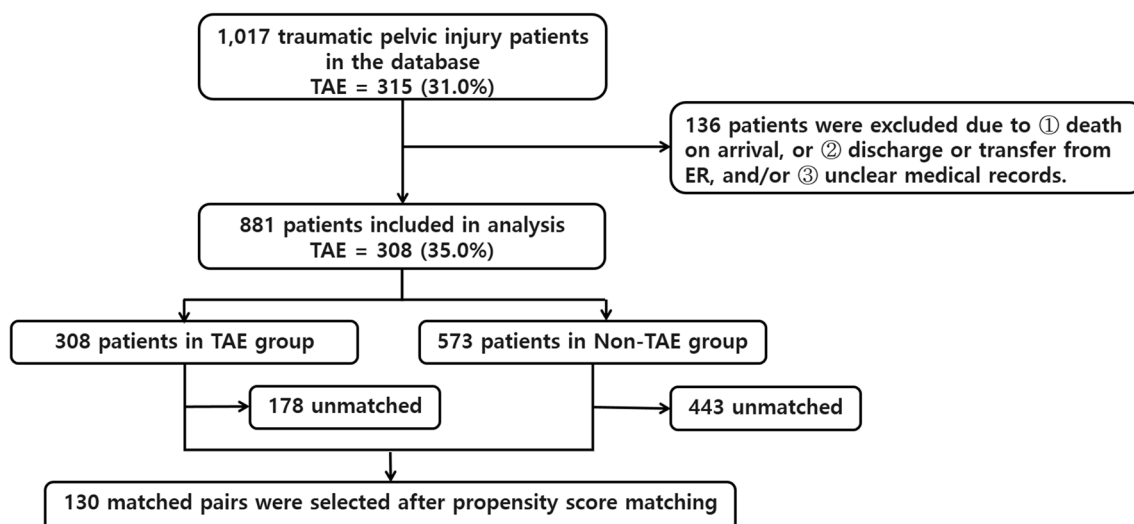 1,017 traumatic pelvic injury patients
in the database
TAE = 315 (31.0%)
136 patients were excluded due to ① death
on arrival, or ② discharge or transfer from
ER, and/or ③ unclear medical records.
881 patients included in analysis
TAE = 308 (35.0%)
308 patients in TAE group
573 patients in Non-TAE group
178 unmatched
443 unmatched
130 matched pairs were selected after propensity score matching